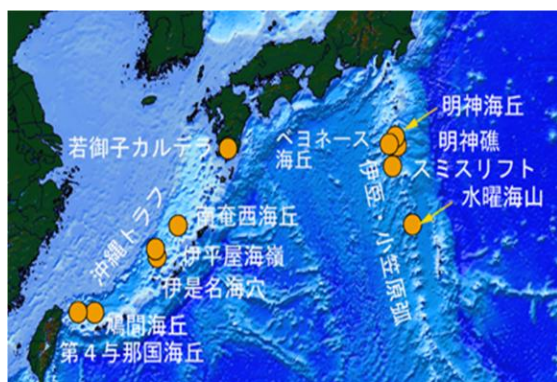 若御子カルデラ
ベヨネース
海丘
明神海丘
明神礁
スミスリフト
水曜海山
伊豆・小笠原弧
沖縄トラフ
南奄西海丘
伊平屋海嶺
伊是名海穴
鳩間海丘
第4与那国海丘